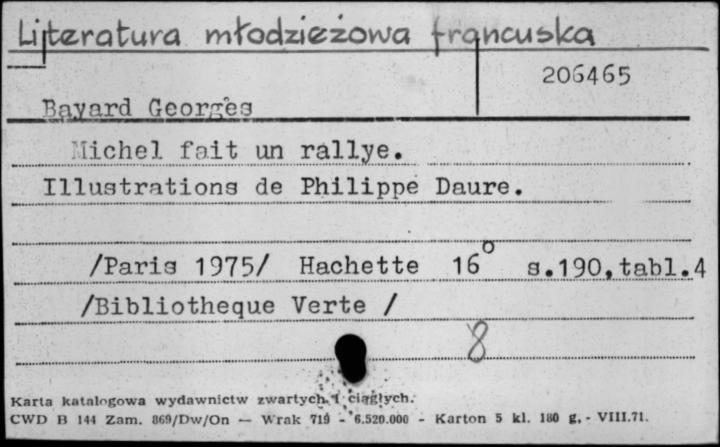 Literatura młodzieżowa francuska
206465
Bayard Georges
Michel fait un rallye.
Illustrations de Philippe Daure.
/Paris 1975/ Hachette 16° s.190,tabl.4
/Bibliotheque Verte /
8
Karta katalogowa wydawnictw zwartych i ciągłych.
CWD B 144 Zam. 869/Dw/On — Wrak 719 - 6.520.000 - Karton 5 kl. 180 g. - VIII.71.